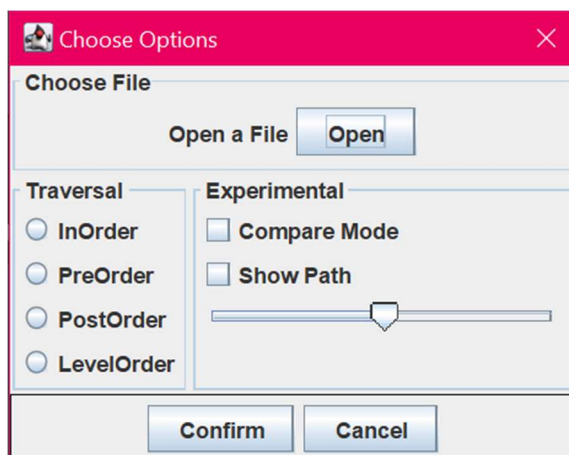 Choose Options
Choose File
Open a File Open
Traversal
InOrder
PreOrder
PostOrder
LevelOrder
Experimental
Compare Mode
Show Path
Confirm Cancel